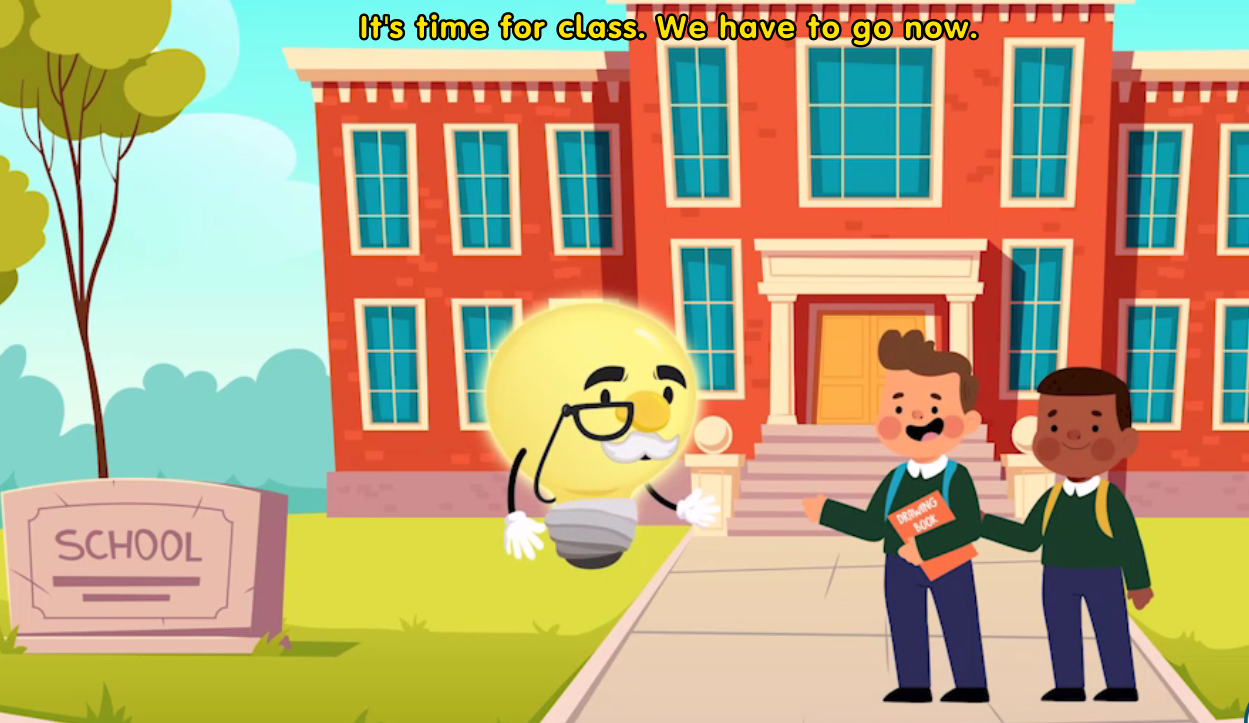 It's time for class. We have to go now.
SCHOOL
DRAWING
BOOK